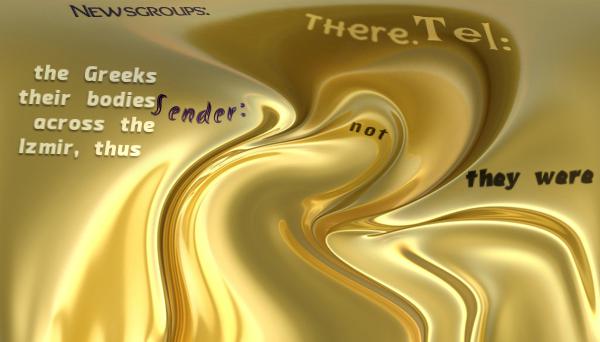 Newsgroups:
There.
Tel:
the Greeks
their bodies
across the
Izmir, thus
Sender:
not
they were